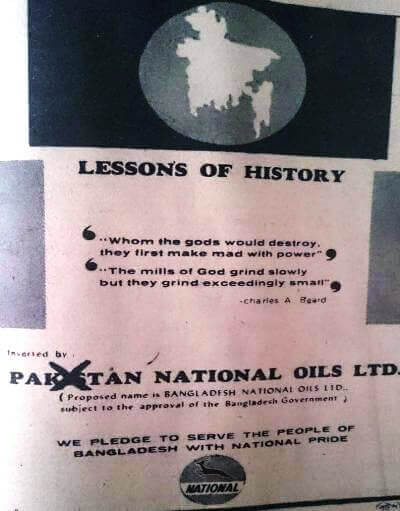 LESSONS OF HISTORY
“ "Whom the gods would destroy,
they first make mad with power" ”
“ "The mills of God grind slowly
but they grind exceedingly small" ”
-charles A Beard
Inserted by
PAKISTAN NATIONAL OILS LTD.
( Proposed name is BANGLADESH NATIONAL OILS LTD..
subject to the approval of the Bangladesh Government )
WE PLEDGE TO SERVE THE PEOPLE OF
BANGLADESH WITH NATIONAL PRIDE
NATIONAL